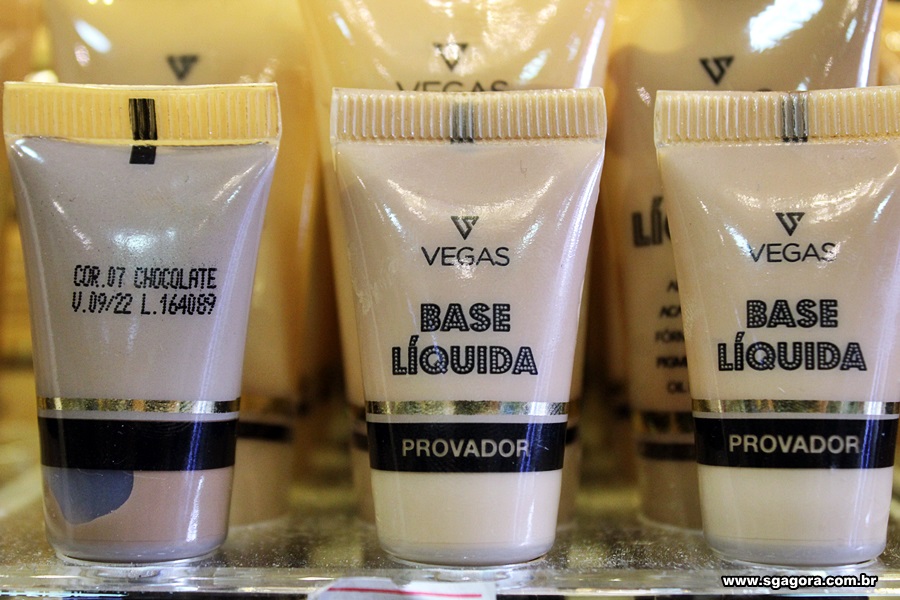 COR.07 CHOCOLATE
V.09/22 L.164089
VEGAS
BASE
LÍQUIDA
PROVADOR
VEGAS
BASE
LÍQUIDA
PROVADOR
VEGAS
www.sgagora.com.br